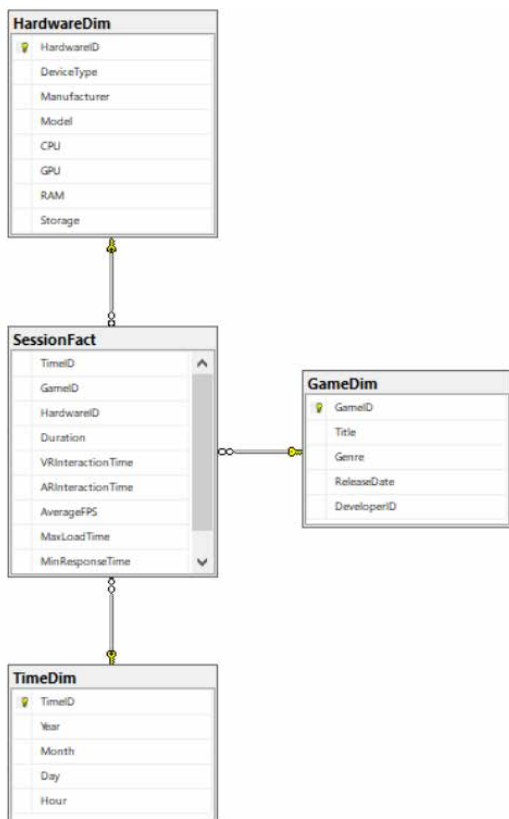 HardwareDim
HardwareID
DeviceType
Manufacturer
Model
CPU
GPU
RAM
Storage
SessionFact
TimeID
GameID
HardwareID
Duration
VRInteractionTime
ARInteractionTime
AverageFPS
MaxLoadTime
MinResponseTime
GameDim
GameID
Title
Genre
ReleaseDate
DeveloperID
TimeDim
TimeID
Year
Month
Day
Hour